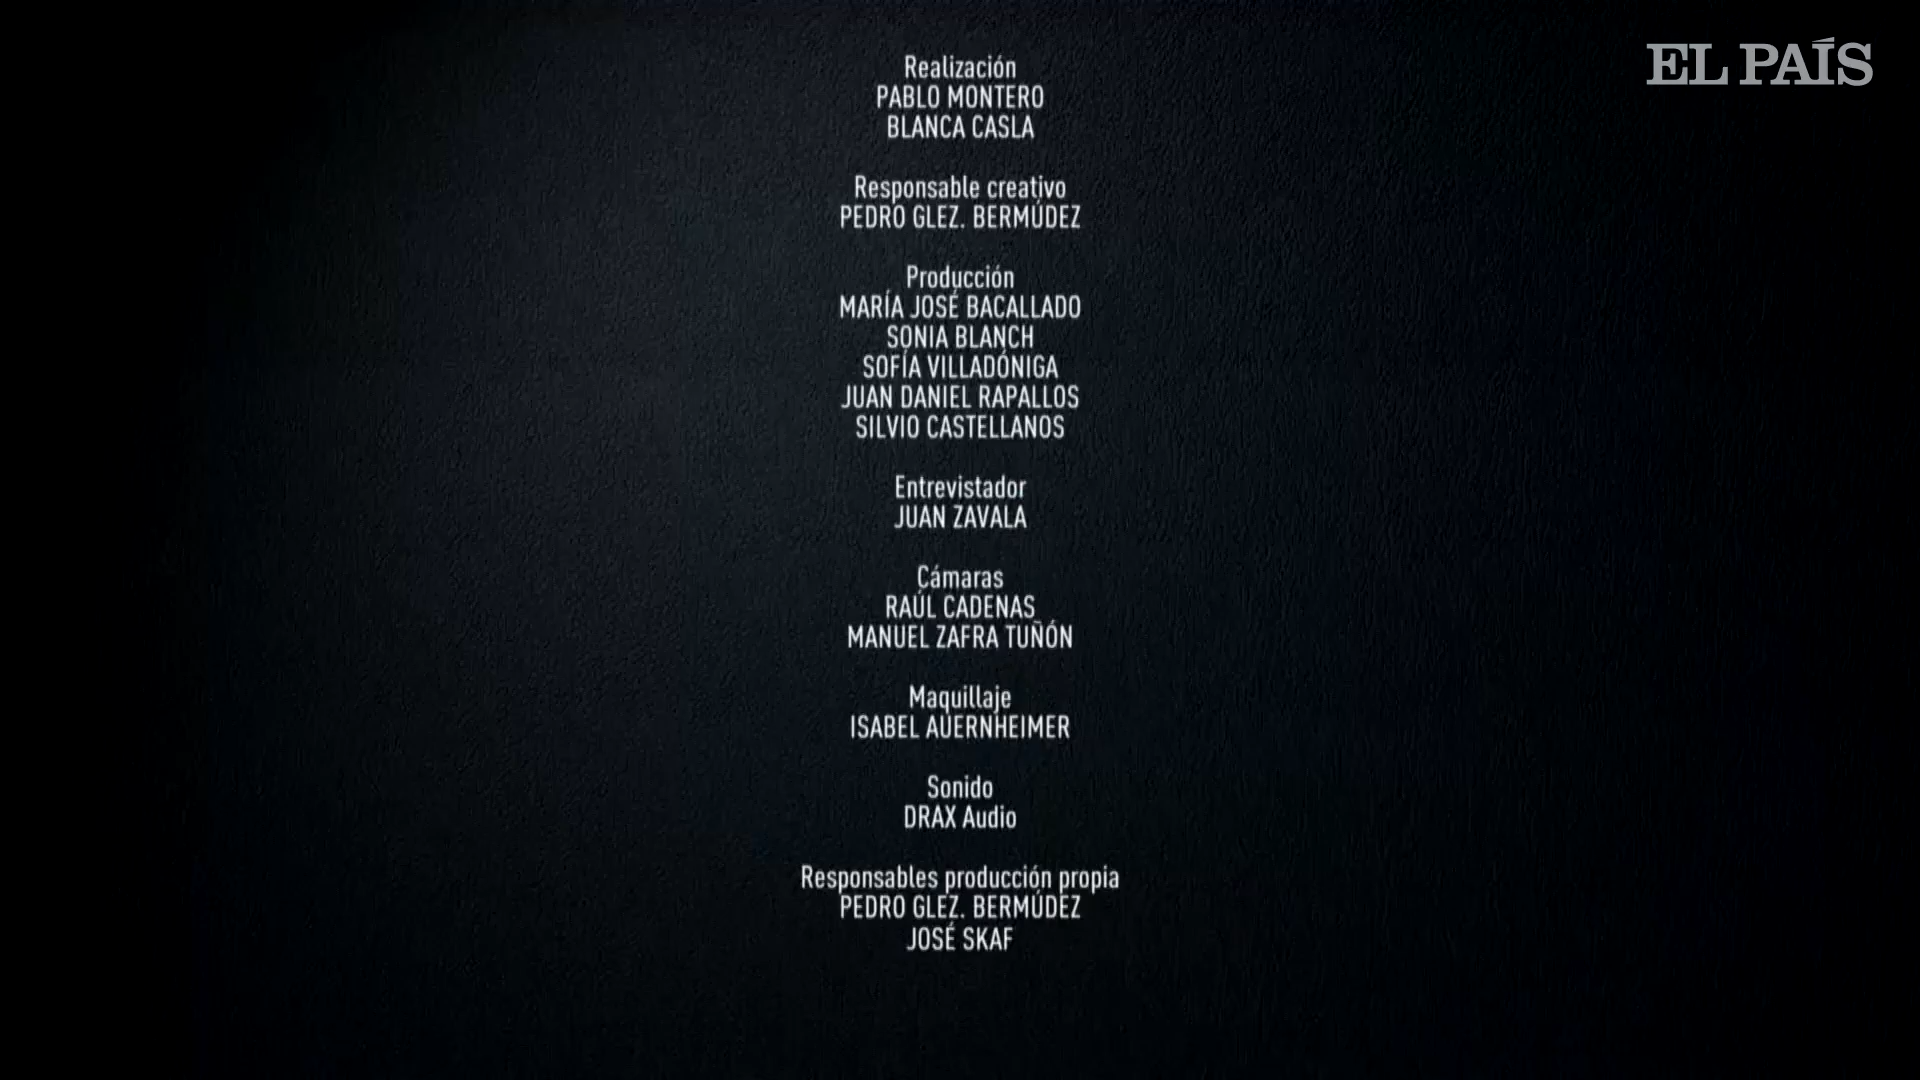 EL PAÍS
Realización
PABLO MONTERO
BLANCA CASLA
Responsable creativo
PEDRO GLEZ. BERMÚDEZ
Producción
MARÍA JOSÉ BACALLADO
SONIA BLANCH
SOFÍA VILLADÓNIGA
JUAN DANIEL RAPALLOS
SILVIO CASTELLANOS
Entrevistador
JUAN ZAVALA
Cámaras
RAÚL CADENAS
MANUEL ZAFRA TUÑÓN
Maquillaje
ISABEL AUERNHEIMER
Sonido
DRAX Audio
Responsables producción propia
PEDRO GLEZ. BERMÚDEZ
JOSÉ SKAF